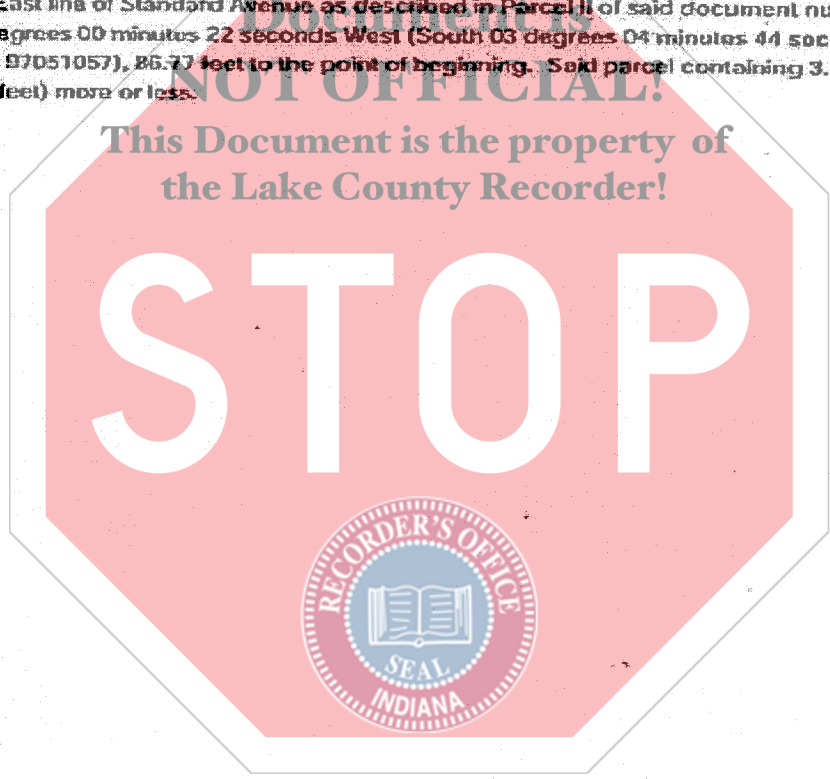 East line of Standard Avenue as described in Parcel II of said document nu
Document is
egrees 00 minutes 22 seconds West (South 03 degrees 04 minutes 44 sec
97051057), 86.77 feet to the point of beginning. Said parcel containing 3.
feet) more or less.
NOT OFFICIAL!
This Document is the property of
the Lake County Recorder!
STOP
RECORDER'S OFFICE
SEAL
INDIANA